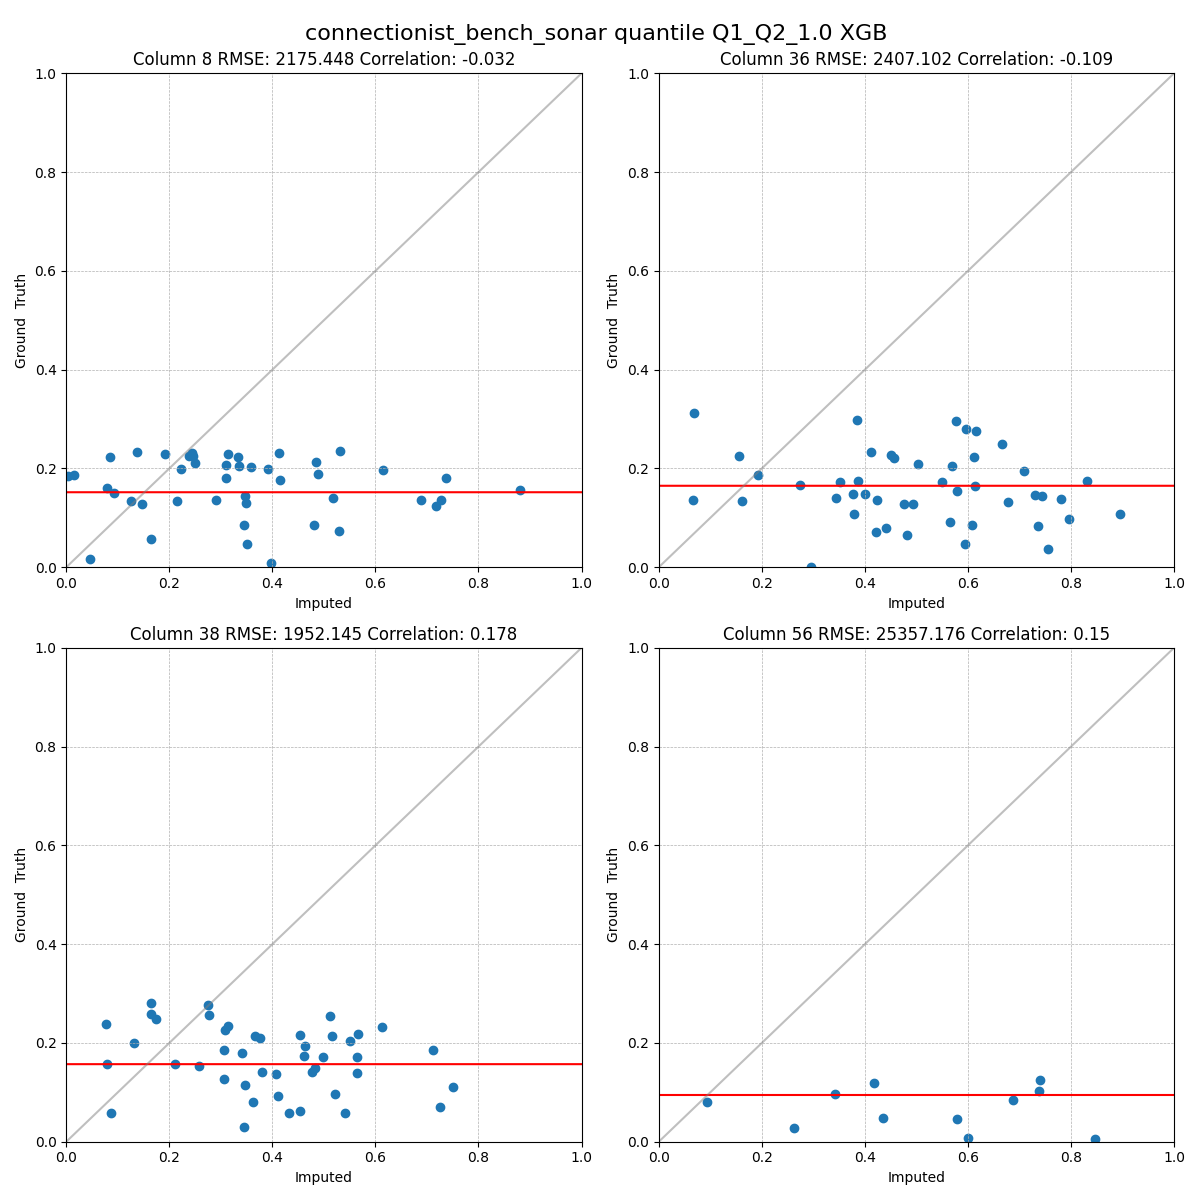 connectionist_bench_sonar quantile Q1_Q2_1.0 XGB
Column 8 RMSE: 2175.448 Correlation: -0.032
1.0
0.8
0.6
0.4
0.2
0.0
Ground Truth
0.0 0.2 0.4 0.6 0.8 1.0
Imputed
Column 36 RMSE: 2407.102 Correlation: -0.109
1.0
0.8
0.6
0.4
0.2
0.0
Ground Truth
0.0 0.2 0.4 0.6 0.8 1.0
Imputed
Column 38 RMSE: 1952.145 Correlation: 0.178
1.0
0.8
0.6
0.4
0.2
0.0
Ground Truth
0.0 0.2 0.4 0.6 0.8 1.0
Imputed
Column 56 RMSE: 25357.176 Correlation: 0.15
1.0
0.8
0.6
0.4
0.2
0.0
Ground Truth
0.0 0.2 0.4 0.6 0.8 1.0
Imputed